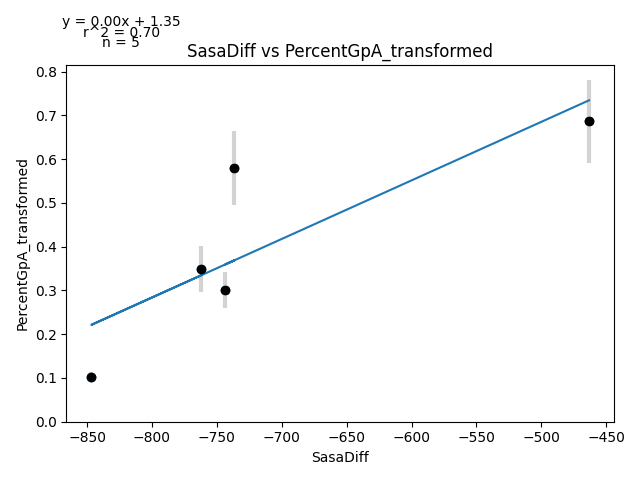 y = 0.00x + 1.35
r^2 = 0.70
n = 5
SasaDiff vs PercentGpA_transformed
0.8
0.7
0.6
0.5
0.4
0.3
0.2
0.1
0.0
PercentGpA_transformed
−850 −800 −750 −700 −650 −600 −550 −500 −450
SasaDiff